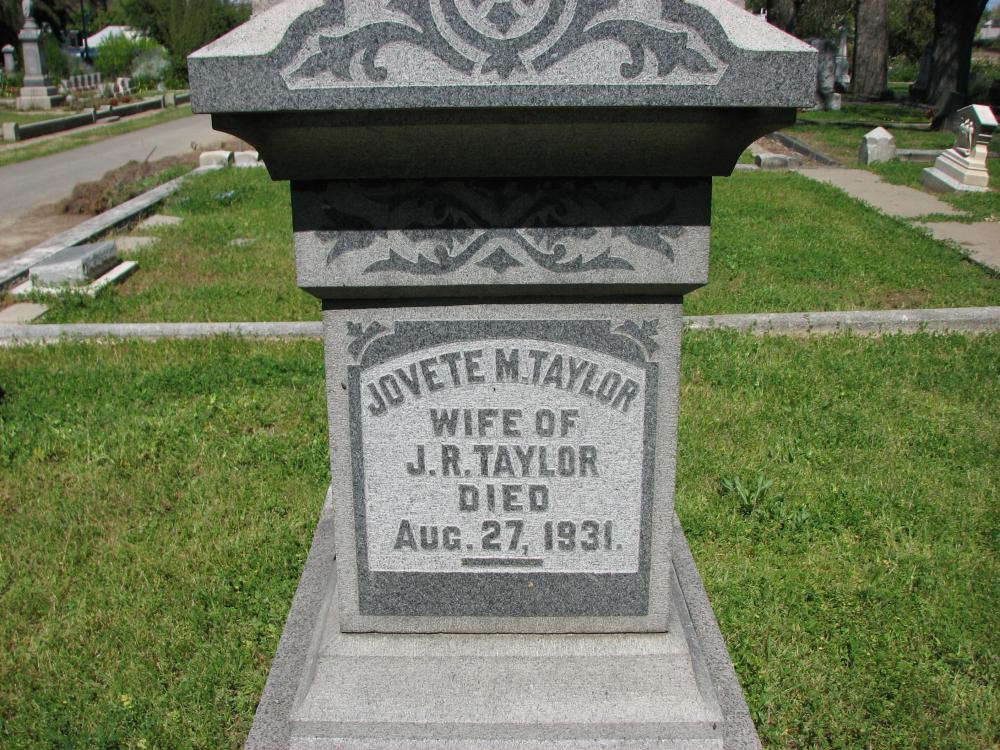 JOVETE M. TAYLOR
WIFE OF
J. R. TAYLOR
DIED
AUG. 27, 1931.